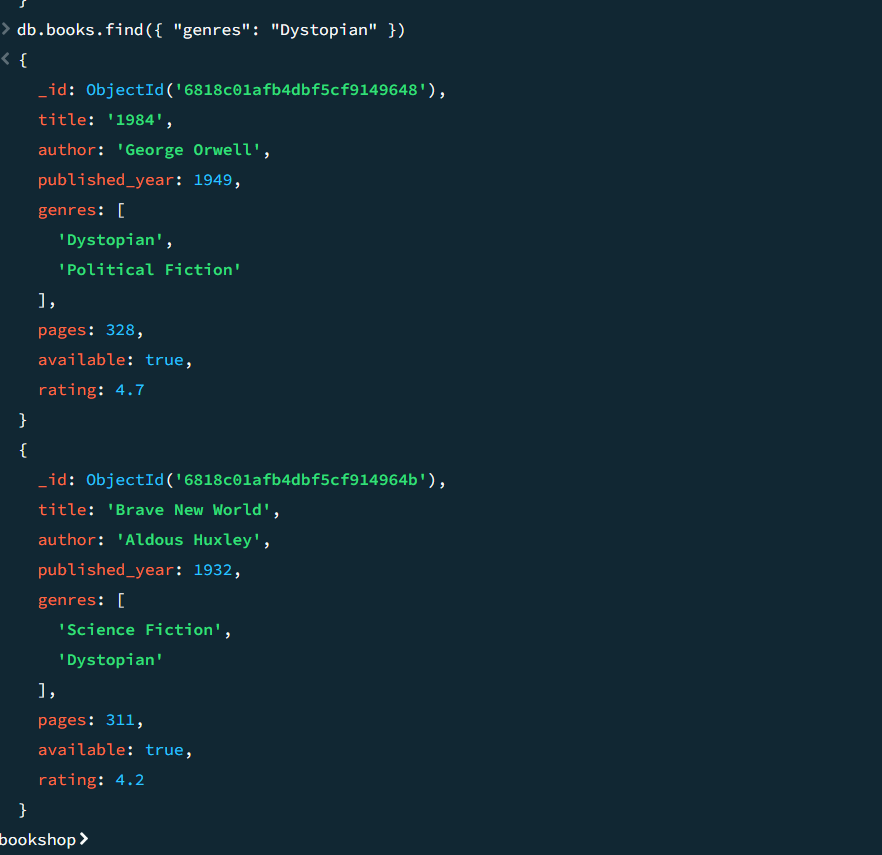 }
> db.books.find({ "genres": "Dystopian" })
< {
_id: ObjectId('6818c01afb4dbf5cf9149648'),
title: '1984',
author: 'George Orwell',
published_year: 1949,
genres: [
'Dystopian',
'Political Fiction'
],
pages: 328,
available: true,
rating: 4.7
}
{
_id: ObjectId('6818c01afb4dbf5cf914964b'),
title: 'Brave New World',
author: 'Aldous Huxley',
published_year: 1932,
genres: [
'Science Fiction',
'Dystopian'
],
pages: 311,
available: true,
rating: 4.2
}
bookshop>